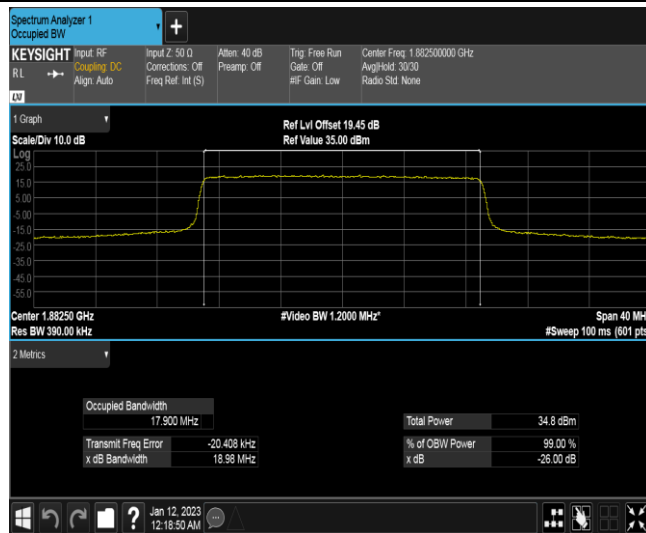 Spectrum Analyzer 1
Occupied BW
+
KEYSIGHT
RL
Input: RF
Coupling: DC
Align: Auto
Input Z: 50 Ω
Corrections: Off
Freq Ref: Int (S)
Atten: 40 dB
Preamp: Off
Trig: Free Run
Gate: Off
#IF Gain: Low
Center Freq: 1.882500000 GHz
Avg|Hold: 30/30
Radio Std: None
1 Graph
Scale/Div 10.0 dB
Ref Lvl Offset 19.45 dB
Ref Value 35.00 dBm
Log
25.0
15.0
5.00
-5.00
-15.0
-25.0
-35.0
-45.0
-55.0
Center 1.88250 GHz
#Video BW 1.2000 MHz*
Span 40 MH
Res BW 390.00 kHz
#Sweep 100 ms (601 pts
2 Metrics
Occupied Bandwidth
17.900 MHz
Total Power 34.8 dBm
Transmit Freq Error -20.408 kHz
% of OBW Power 99.00 %
x dB Bandwidth 18.98 MHz
x dB -26.00 dB
?
Jan 12, 2023
12:18:50 AM